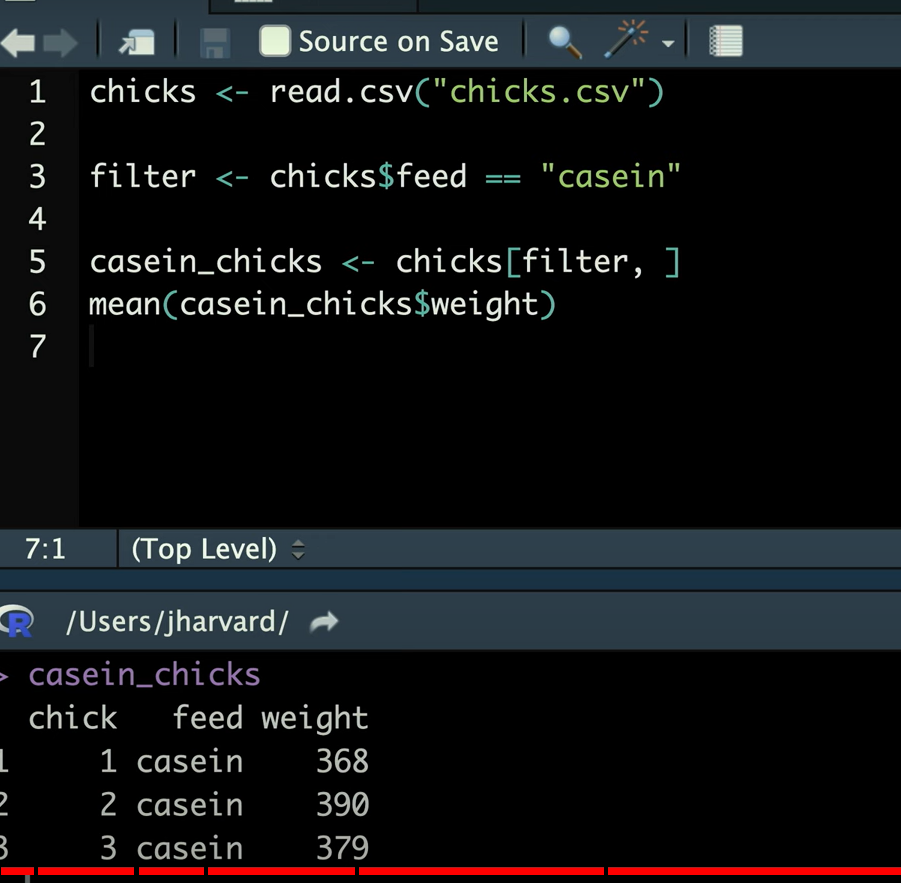 Source on Save
1 chicks <- read.csv("chicks.csv")
2
3 filter <- chicks$feed == "casein"
4
5 casein_chicks <- chicks[filter, ]
6 mean(casein_chicks$weight)
7
7:1 (Top Level)
R /Users/jharvard/
> casein_chicks
chick feed weight
1 1 casein 368
2 2 casein 390
3 3 casein 379